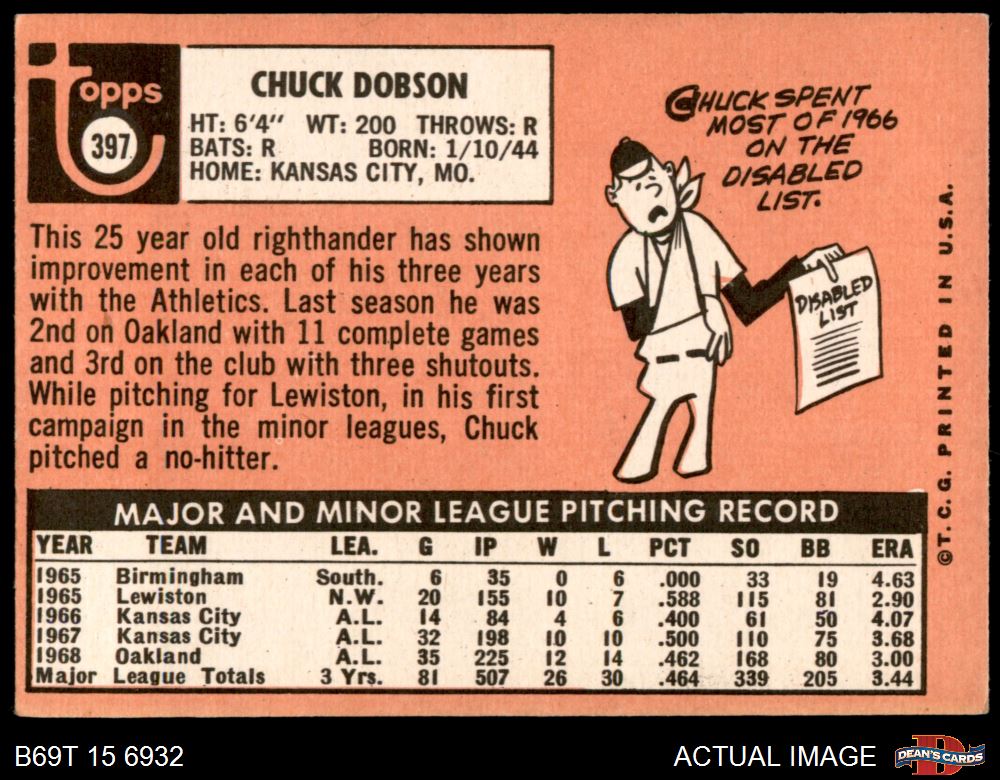 topps
397
CHUCK DOBSON
HT: 6'4" WT: 200 THROWS: R
BATS: R BORN: 1/10/44
HOME: KANSAS CITY, MO.
This 25 year old righthander has shown
improvement in each of his three years
with the Athletics. Last season he was
2nd on Oakland with 11 complete games
and 3rd on the club with three shutouts.
While pitching for Lewiston, in his first
campaign in the minor leagues, Chuck
pitched a no-hitter.
CHUCK SPENT
MOST OF 1966
ON THE
DISABLED
LIST.
DISABLED
LIST
©T.C.G. PRINTED IN U.S.A.
MAJOR AND MINOR LEAGUE PITCHING RECORD
YEAR TEAM LEA. G IP W L PCT SO BB ERA
1965 Birmingham South. 6 35 0 6 .000 33 19 4.63
1965 Lewiston N.W. 20 155 10 7 .588 115 81 2.90
1966 Kansas City A.L. 14 84 4 6 .400 61 50 4.07
1967 Kansas City A.L. 32 198 10 10 .500 110 75 3.68
1968 Oakland A.L. 35 225 12 14 .462 168 80 3.00
Major League Totals 3 Yrs. 81 507 26 30 .464 339 205 3.44
B69T 15 6932
ACTUAL IMAGE
D
DEAN'S CARDS